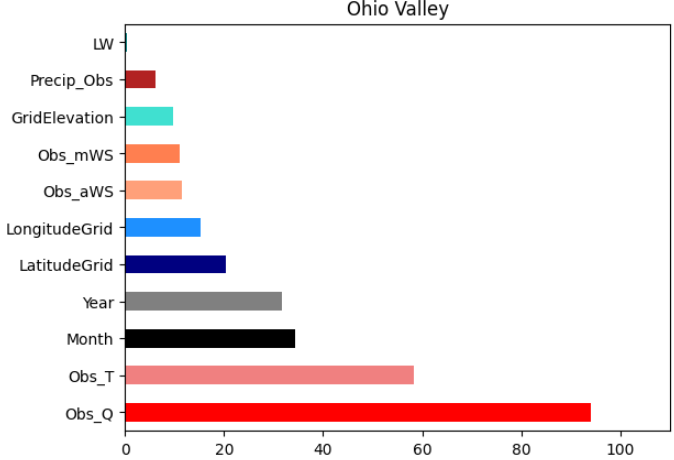 Ohio Valley
LW
Precip_Obs
GridElevation
Obs_mWS
Obs_aWS
LongitudeGrid
LatitudeGrid
Year
Month
Obs_T
Obs_Q
0 20 40 60 80 100